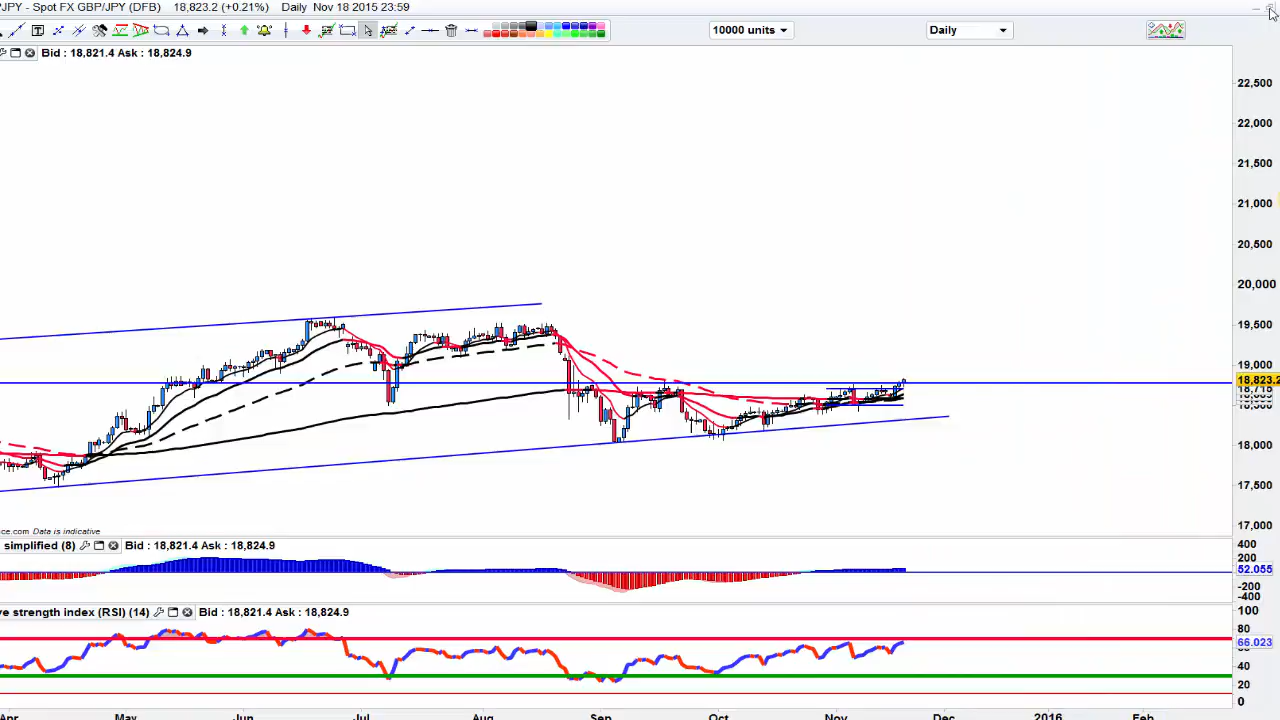 PJPY - Spot FX GBP/JPY (DFB) 18,823.2 (+0.21%) Daily Nov 18 2015 23:59
T
10000 units
Daily
Bid : 18,821.4 Ask : 18,824.9
22,500
22,000
21,500
21,000
20,500
20,000
19,500
19,000
18,823.2
18,000
17,500
17,000
ce.com Data is indicative
simplified (8) Bid : 18,821.4 Ask : 18,824.9
400
200
52.055
-200
-400
ve strength index (RSI) (14) Bid : 18,821.4 Ask : 18,824.9
100
80
66.023
40
20
0
Apr May Jun Jul Aug Sep Oct Nov Dec 2016 Feb